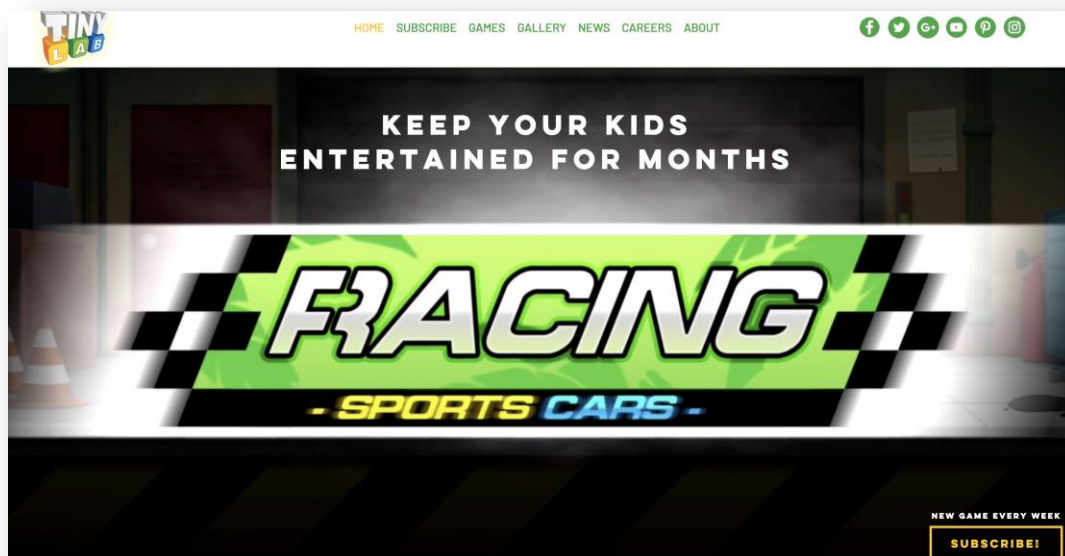 TINY
LAB
HOME SUBSCRIBE GAMES GALLERY NEWS CAREERS ABOUT
KEEP YOUR KIDS
ENTERTAINED FOR MONTHS
RACING
- SPORTS CARS -
NEW GAME EVERY WEEK
SUBSCRIBE!